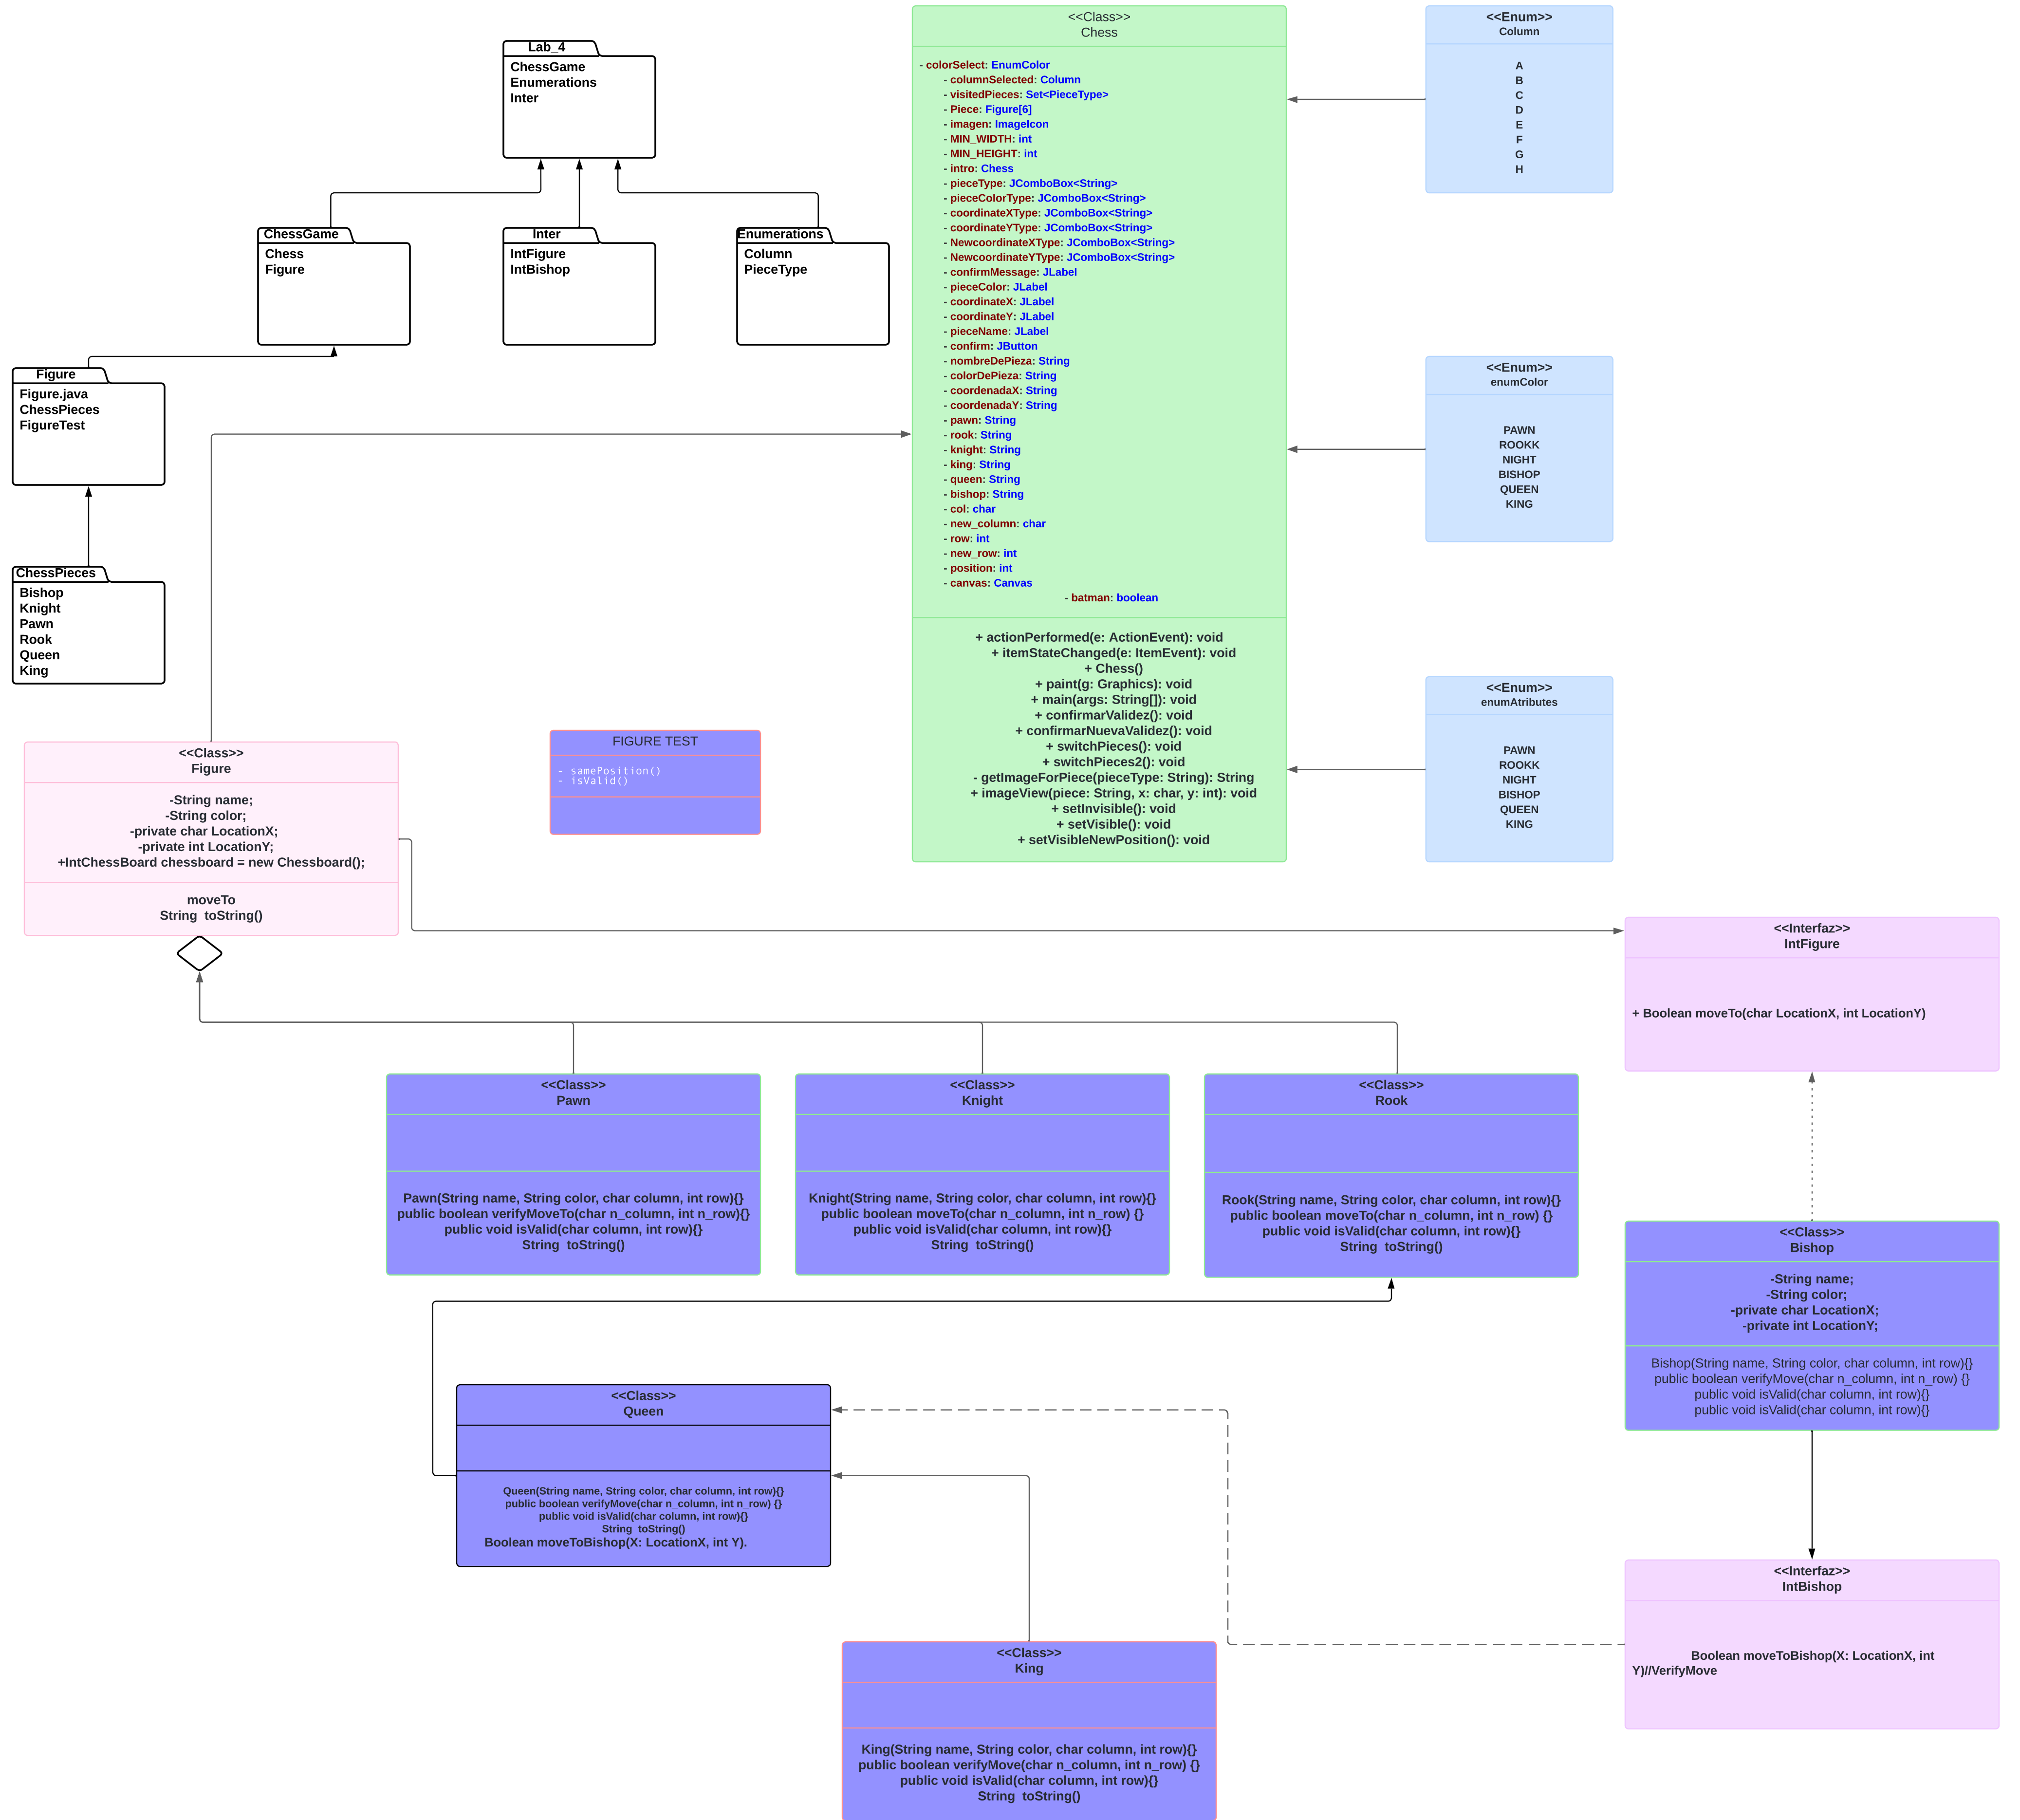 Lab_4
ChessGame
Enumerations
Inter
ChessGame
Chess
Figure
Inter
IntFigure
IntBishop
Enumerations
Column
PieceType
Figure
Figure.java
ChessPieces
FigureTest
ChessPieces
Bishop
Knight
Pawn
Rook
Queen
King
<<Class>>
Chess
- colorSelect: EnumColor
- columnSelected: Column
- visitedPieces: Set<PieceType>
- Piece: Figure[6]
- imagen: ImageIcon
- MIN_WIDTH: int
- MIN_HEIGHT: int
- intro: Chess
- pieceType: JComboBox<String>
- pieceColorType: JComboBox<String>
- coordinateXType: JComboBox<String>
- coordinateYType: JComboBox<String>
- NewcoordinateXType: JComboBox<String>
- NewcoordinateYType: JComboBox<String>
- confirmMessage: JLabel
- pieceColor: JLabel
- coordinateX: JLabel
- coordinateY: JLabel
- pieceName: JLabel
- confirm: JButton
- nombreDePieza: String
- colorDePieza: String
- coordenadaX: String
- coordenadaY: String
- pawn: String
- rook: String
- knight: String
- king: String
- queen: String
- bishop: String
- col: char
- new_column: char
- row: int
- new_row: int
- position: int
- canvas: Canvas
- batman: boolean
+ actionPerformed(e: ActionEvent): void
+ itemStateChanged(e: ItemEvent): void
+ Chess()
+ paint(g: Graphics): void
+ main(args: String[]): void
+ confirmarValidez(): void
+ confirmarNuevaValidez(): void
+ switchPieces(): void
+ switchPieces2(): void
- getImageForPiece(pieceType: String): String
+ imageView(piece: String, x: char, y: int): void
+ setInvisible(): void
+ setVisible(): void
+ setVisibleNewPosition(): void
<<Enum>>
Column
A
B
C
D
E
F
G
H
<<Enum>>
enumColor
PAWN
ROOKK
NIGHT
BISHOP
QUEEN
KING
<<Enum>>
enumAtributes
PAWN
ROOKK
NIGHT
BISHOP
QUEEN
KING
<<Class>>
Figure
-String name;
-String color;
-private char LocationX;
-private int LocationY;
+IntChessBoard chessboard = new Chessboard();
moveTo
String  toString()
FIGURE TEST
- samePosition()
- isValid()
<<Interfaz>>
IntFigure
+ Boolean moveTo(char LocationX, int LocationY)
<<Class>>
Pawn
Pawn(String name, String color, char column, int row){}
public boolean verifyMoveTo(char n_column, int n_row){}
public void isValid(char column, int row){}
String  toString()
<<Class>>
Knight
Knight(String name, String color, char column, int row){}
public boolean moveTo(char n_column, int n_row) {}
public void isValid(char column, int row){}
String  toString()
<<Class>>
Rook
Rook(String name, String color, char column, int row){}
public boolean moveTo(char n_column, int n_row) {}
public void isValid(char column, int row){}
String  toString()
<<Class>>
Bishop
-String name;
-String color;
-private char LocationX;
-private int LocationY;
Bishop(String name, String color, char column, int row){}
public boolean verifyMove(char n_column, int n_row) {}
public void isValid(char column, int row){}
public void isValid(char column, int row){}
<<Class>>
Queen
Queen(String name, String color, char column, int row){}
public boolean verifyMove(char n_column, int n_row) {}
public void isValid(char column, int row){}
String  toString()
Boolean moveToBishop(X: LocationX, int Y).
<<Interfaz>>
IntBishop
Boolean moveToBishop(X: LocationX, int
Y)//VerifyMove
<<Class>>
King
King(String name, String color, char column, int row){}
public boolean verifyMove(char n_column, int n_row) {}
public void isValid(char column, int row){}
String  toString()